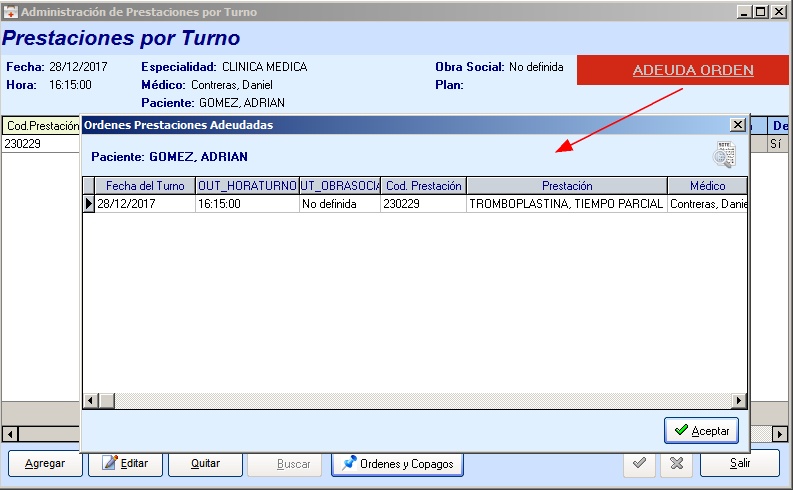 Administración de Prestaciones por Turno
Prestaciones por Turno
Fecha: 28/12/2017 Especialidad: CLINICA MEDICA Obra Social: No definida ADEUDA ORDEN
Hora: 16:15:00 Médico: Contreras, Daniel Plan:
Paciente: GOMEZ, ADRIAN
Cod.Prestación De
230229 Sí
Ordenes Prestaciones Adeudadas
Paciente: GOMEZ, ADRIAN
Fecha del Turno OUT_HORATURNO UT_OBRASOCIA Cod. Prestación Prestación Médico
28/12/2017 16:15:00 No definida 230229 TROMBOPLASTINA, TIEMPO PARCIAL Contreras, Danie
Aceptar
Agregar Editar Quitar Buscar Ordenes y Copagos Salir